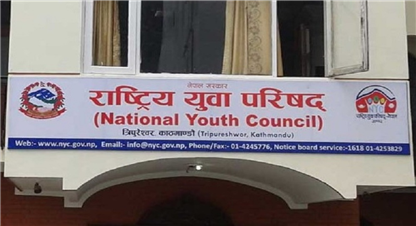 नेपाल सरकार
राष्ट्रिय युवा परिषद्
(National Youth Council)
त्रिपुरेश्वर, काठमाण्डौ (Tripureshwor, Kathmandu)
Web:- www.nyc.gov.np, Email:- info@nyc.gov.np, Phone/Fax:- 01-4245776, Notice board service:-1618 01-4253829